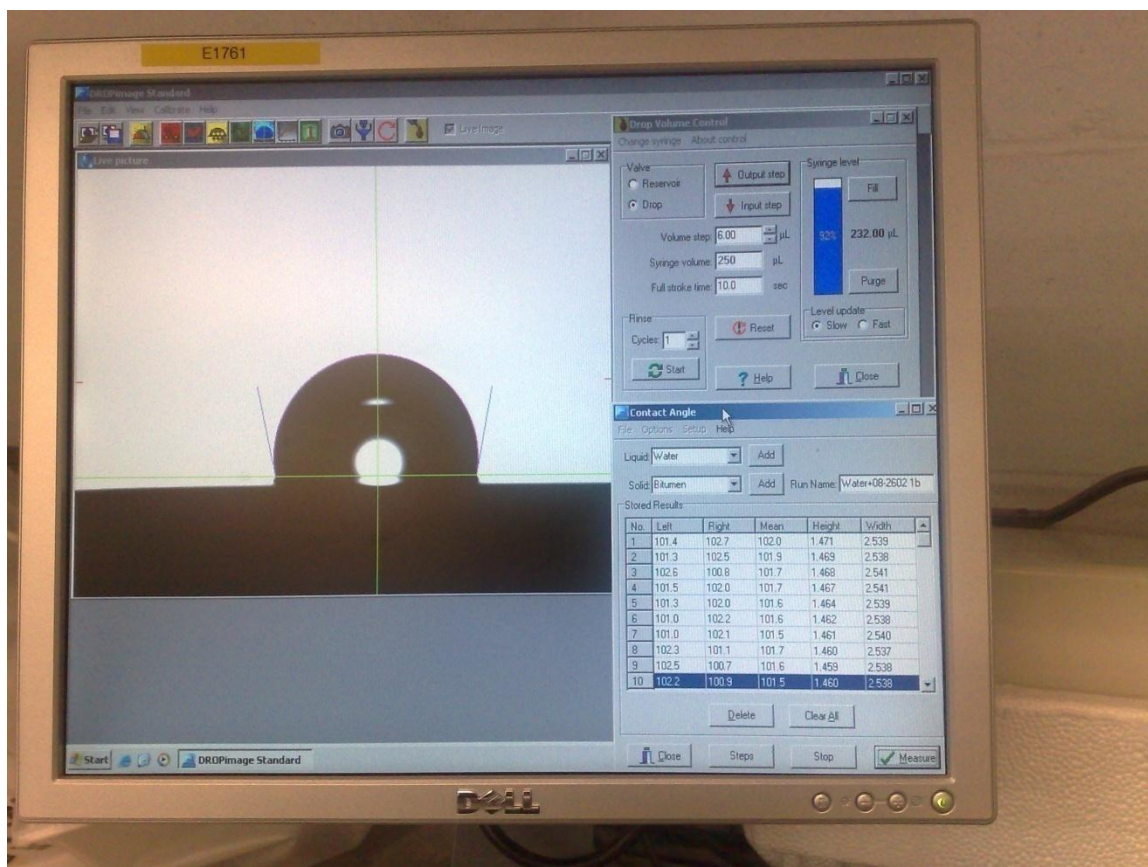 E1761
DROPimage Standard
File Edit View Calibrate Help
Live Image
Live picture
Drop Volume Control
Change syringe About control
Valve
Reservoir
Drop
Output step
Input step
Syringe level
Fill
92%
232.00 µL
Purge
Volume step: 6.00 µL
Syringe volume: 250 µL
Full stroke time: 10.0 sec
Level update
Slow Fast
Rinse
Cycles: 1
Start
Reset
Help
Close
Contact Angle
File Options Setup Help
Liquid: Water Add
Solid: Bitumen Add Run Name: Water+08-2602 1b
Stored Results
No. Left Right Mean Height Width
1 101.4 102.7 102.0 1.471 2.539
2 101.3 102.5 101.9 1.469 2.538
3 102.6 100.8 101.7 1.468 2.541
4 101.5 102.0 101.7 1.467 2.541
5 101.3 102.0 101.6 1.464 2.539
6 101.0 102.2 101.6 1.462 2.538
7 101.0 102.1 101.5 1.461 2.540
8 102.3 101.1 101.7 1.460 2.537
9 102.5 100.7 101.6 1.459 2.538
10 102.2 100.9 101.5 1.460 2.538
Delete Clear All
Close Steps Stop Measure
Start DROPimage Standard
DELL